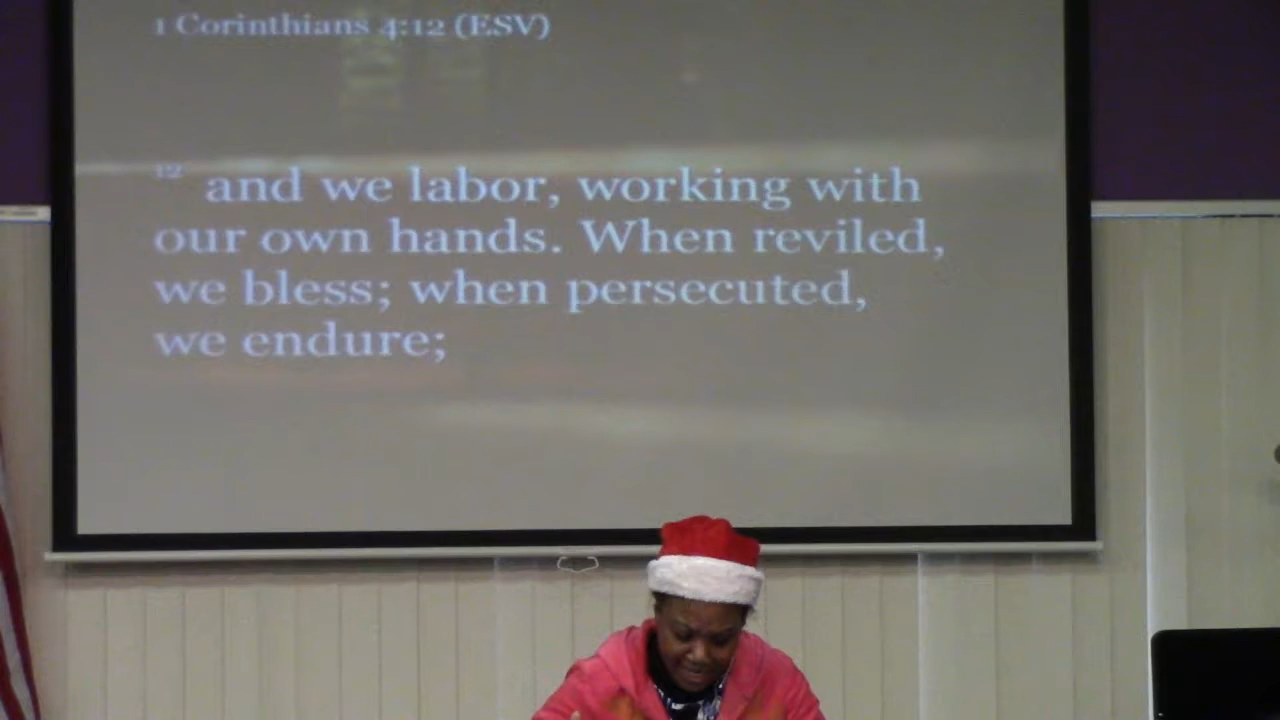 1 Corinthians 4:12 (ESV)
12 and we labor, working with
our own hands. When reviled,
we bless; when persecuted,
we endure;